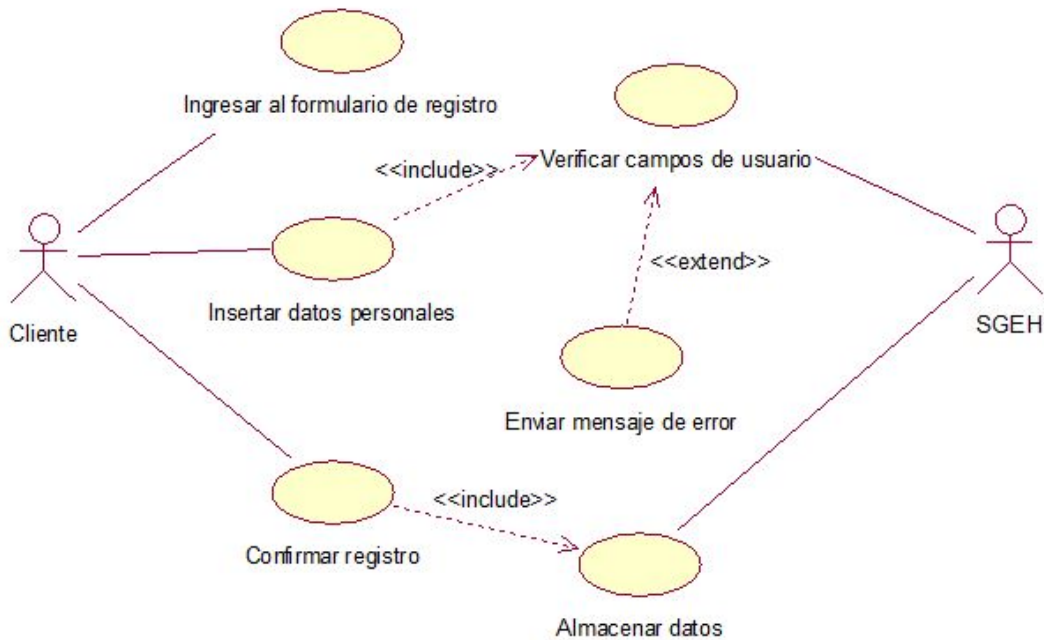 Ingresar al formulario de registro
<<include>>
Verificar campos de usuario
<<extend>>
Insertar datos personales
Cliente
SGEH
Enviar mensaje de error
<<include>>
Confirmar registro
Almacenar datos